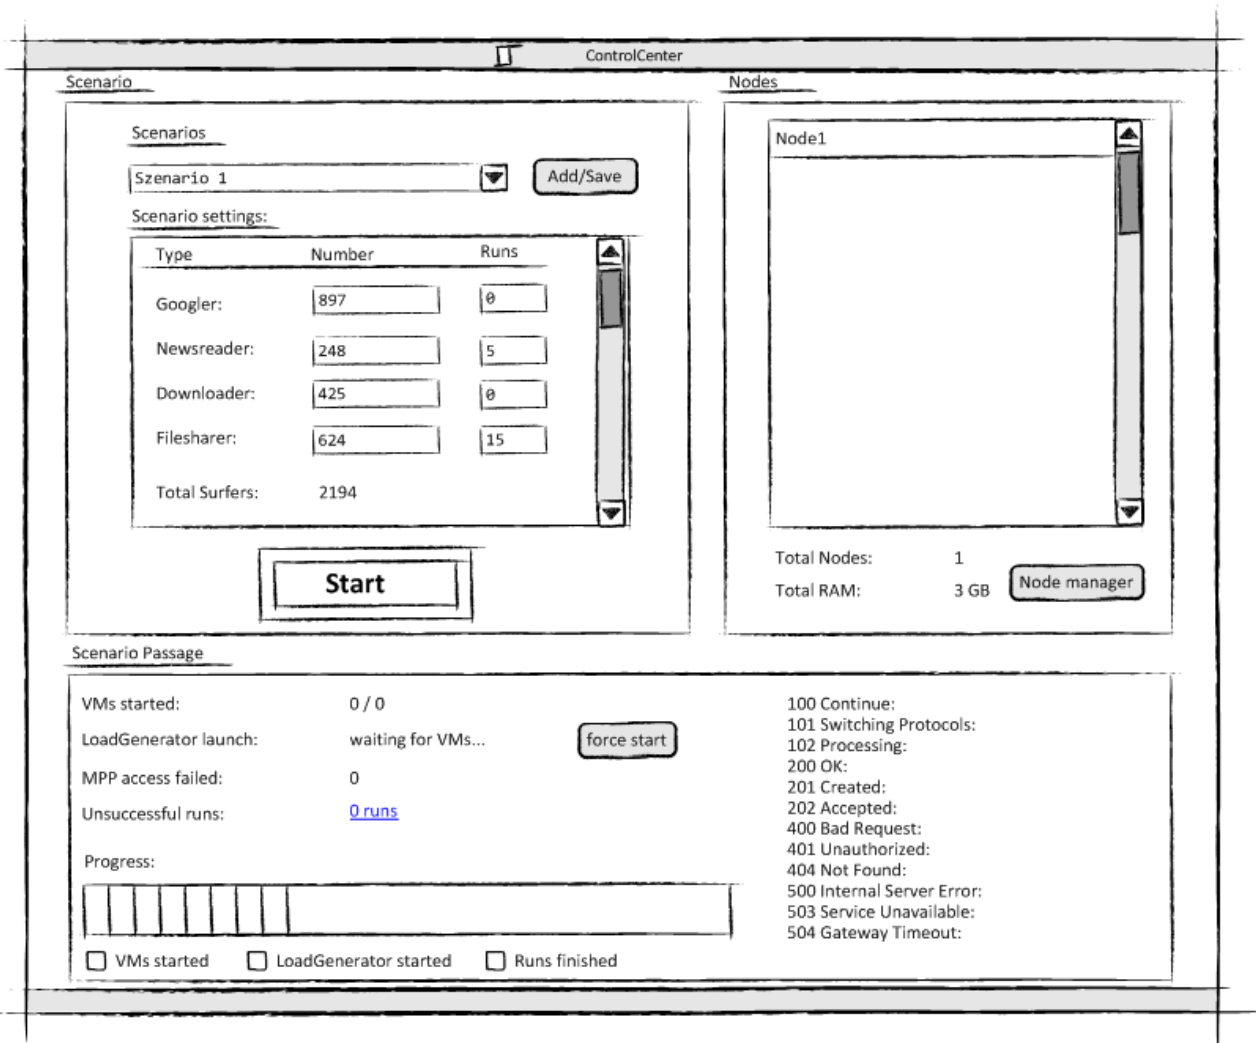 ControlCenter
Scenario
Scenarios
Szenario 1
Add/Save
Scenario settings:
Type Number Runs
Googler: 897 0
Newsreader: 248 5
Downloader: 425 0
Filesharer: 624 15
Total Surfers: 2194
Start
Nodes
Node1
Total Nodes: 1
Total RAM: 3 GB
Node manager
Scenario Passage
VMs started: 0 / 0
LoadGenerator launch: waiting for VMs...
force start
MPP access failed: 0
Unsuccessful runs: 0 runs
Progress:
VMs started
LoadGenerator started
Runs finished
100 Continue:
101 Switching Protocols:
102 Processing:
200 OK:
201 Created:
202 Accepted:
400 Bad Request:
401 Unauthorized:
404 Not Found:
500 Internal Server Error:
503 Service Unavailable:
504 Gateway Timeout: